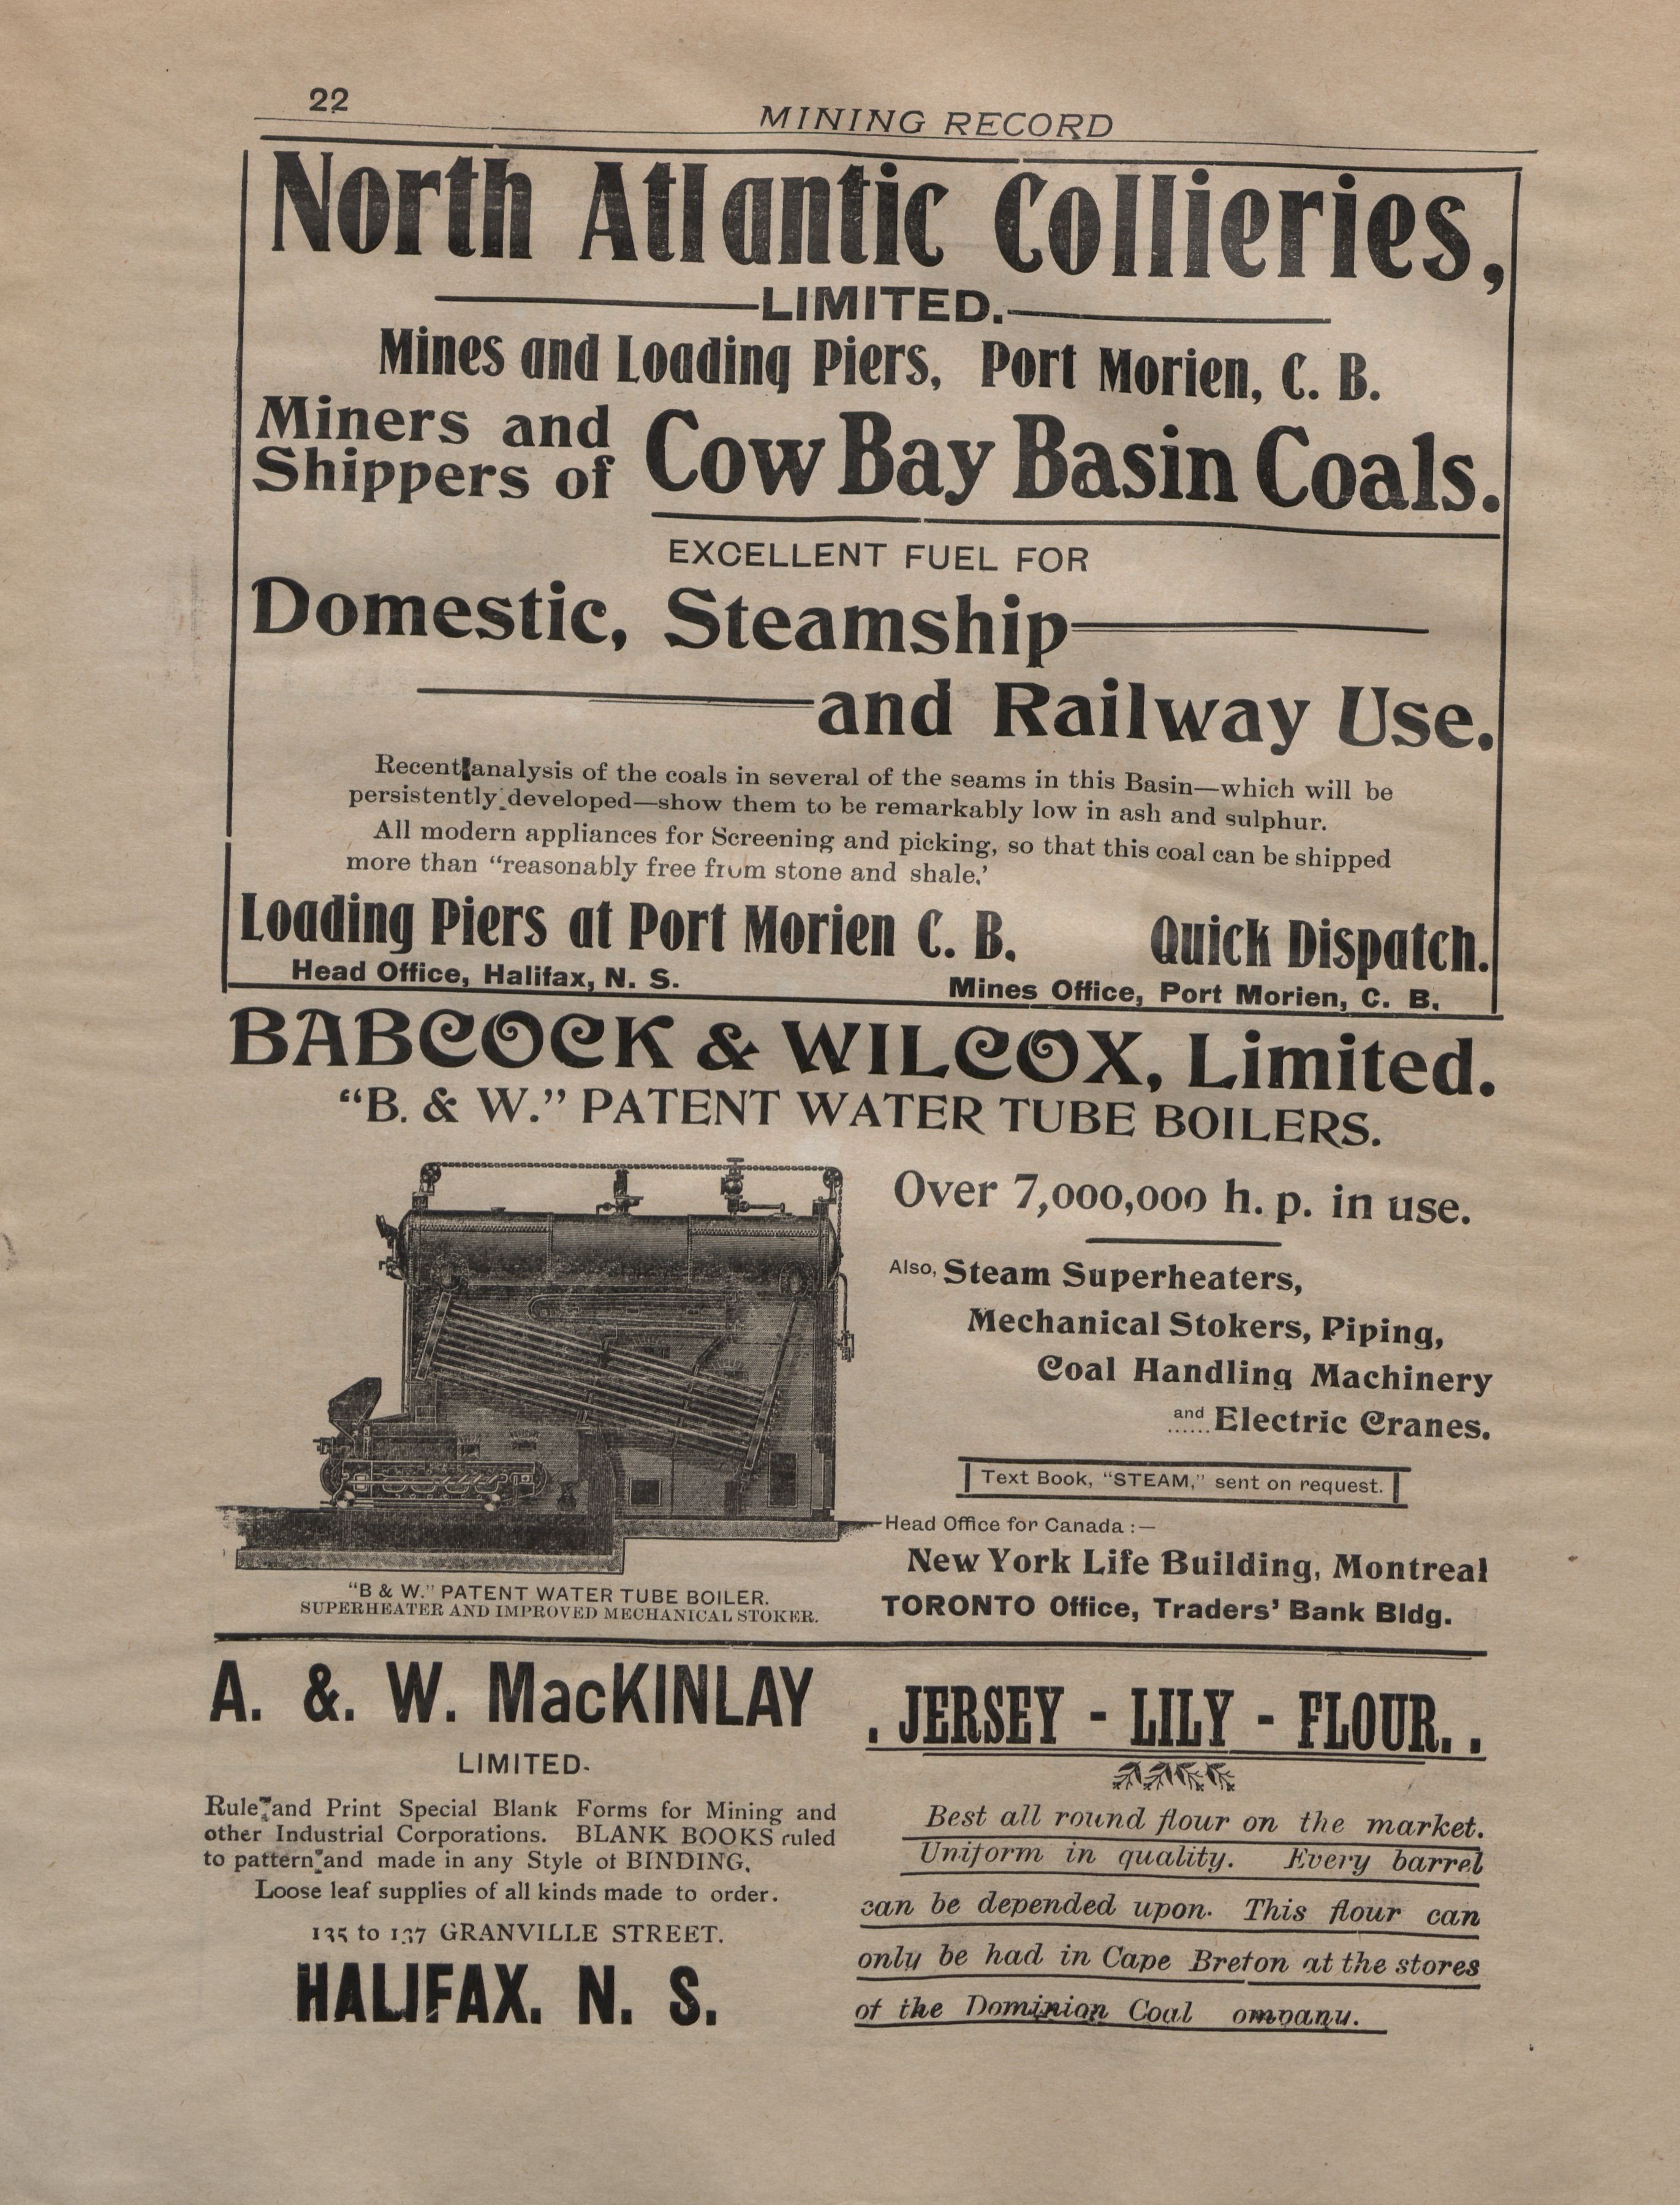 22
MINING RECORD
North Atlantic Collieries,
LIMITED.
Mines and Loading Piers, Port Morien, C. B.
Miners and
Shippers of
Cow Bay Basin Coals.
EXCELLENT FUEL FOR
Domestic, Steamship
and Railway Use.
Recent analysis of the coals in several of the seams in this Basin—which will be
persistently developed—show them to be remarkably low in ash and sulphur.
All modern appliances for Screening and picking, so that this coal can be shipped
more than “reasonably free from stone and shale.’
Loading Piers at Port Morien C. B. Quick Dispatch.
Head Office, Halifax, N. S. Mines Office, Port Morien, C. B.
BABCOCK & WILCOX, Limited.
“B. & W.” PATENT WATER TUBE BOILERS.
Over 7,000,000 h. p. in use.
Also, Steam Superheaters,
Mechanical Stokers, Piping,
Coal Handling Machinery
and
...... Electric Cranes.
Text Book, “STEAM,” sent on request.
Head Office for Canada :—
New York Life Building, Montreal
TORONTO Office, Traders’ Bank Bldg.
“B & W.” PATENT WATER TUBE BOILER.
SUPERHEATER AND IMPROVED MECHANICAL STOKER.
A. &. W. MacKINLAY
LIMITED.
Rule and Print Special Blank Forms for Mining and
other Industrial Corporations. BLANK BOOKS ruled
to pattern and made in any Style of BINDING.
Loose leaf supplies of all kinds made to order.
135 to 137 GRANVILLE STREET.
HALIFAX. N. S.
. JERSEY - LILY - FLOUR. .
Best all round flour on the market.
Uniform in quality. Every barrel
can be depended upon. This flour can
only be had in Cape Breton at the stores
of the Dominion Coal ompany.